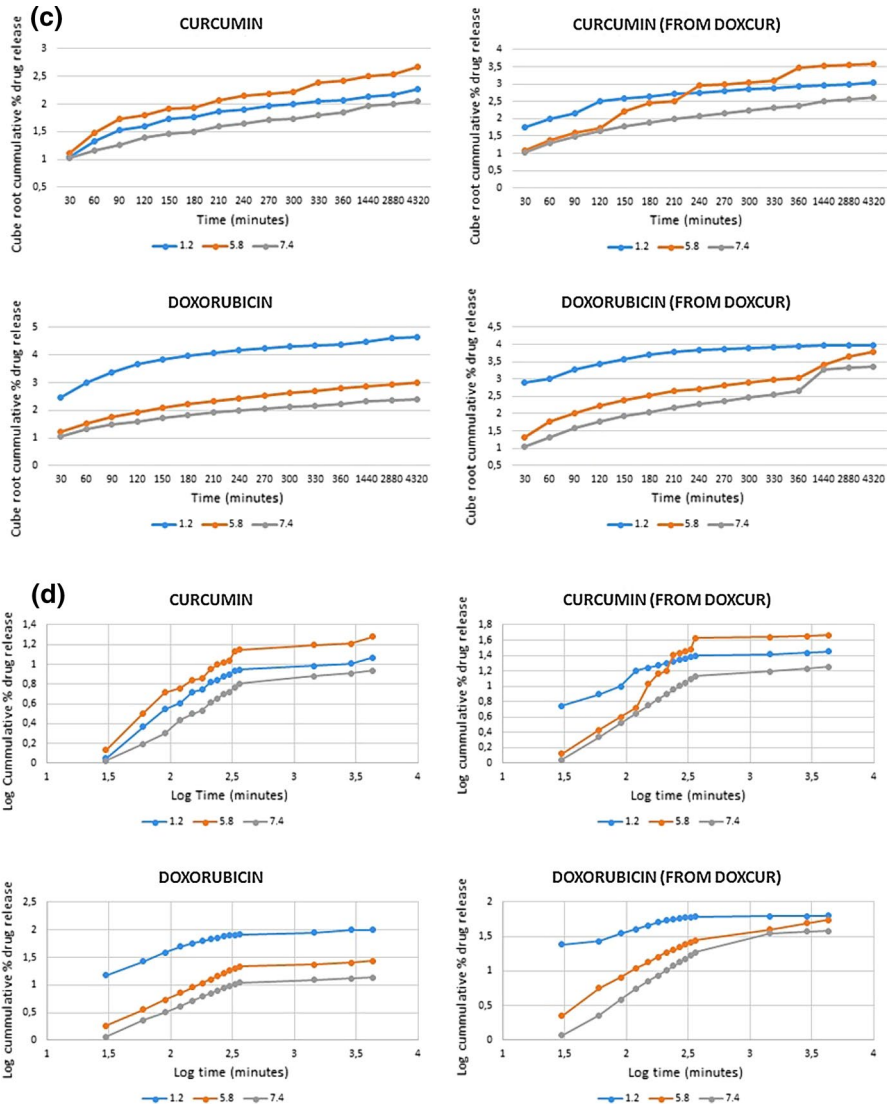 (c)
CURCUMIN
Cube root cummulative % drug release
3
2,5
2
1,5
1
0,5
30 60 90 120 150 180 210 240 270 300 330 360 1440 2880 4320
Time (minutes)
1.2 5.8 7.4
CURCUMIN (FROM DOXCUR)
Cube root cummulative % drug release
4
3,5
3
2,5
2
1,5
1
0,5
0
30 60 90 120 150 180 210 240 270 300 330 360 1440 2880 4320
Time (minutes)
1.2 5.8 7.4
DOXORUBICIN
Cube root cummulative % drug release
5
4
3
2
1
0
30 60 90 120 150 180 210 240 270 300 330 360 1440 2880 4320
Time (minutes)
1.2 5.8 7.4
DOXORUBICIN (FROM DOXCUR)
Cube root cummulative % drug release
4,5
4
3,5
3
2,5
2
1,5
1
0,5
30 60 90 120 150 180 210 240 270 300 330 360 1440 2880 4320
Time (minutes)
1.2 5.8 7.4
(d)
CURCUMIN
Log Cummulative % drug release
1,4
1,2
1
0,8
0,6
0,4
0,2
0
1 1,5 2 2,5 3 3,5 4
Log Time (minutes)
1.2 5.8 7.4
CURCUMIN (FROM DOXCUR)
Log cummulative % drug release
1,8
1,6
1,4
1,2
1
0,8
0,6
0,4
0,2
0
1 1,5 2 2,5 3 3,5 4
Log time (minutes)
1.2 5.8 7.4
DOXORUBICIN
Log cummulative % drug release
2,5
2
1,5
1
0,5
0
1 1,5 2 2,5 3 3,5 4
Log time (minutes)
1.2 5.8 7.4
DOXORUBICIN (FROM DOXCUR)
Log cummulative % drug release
2
1,5
1
0,5
0
1 1,5 2 2,5 3 3,5 4
Log time (minutes)
1.2 5.8 7.4